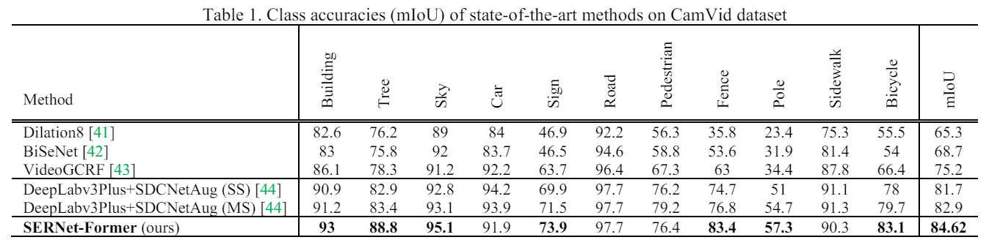 Table 1. Class accuracies (mIoU) of state-of-the-art methods on CamVid dataset
Method Building Tree Sky Car Sign Road Pedestrian Fence Pole Sidewalk Bicycle mIoU
Dilation8 [41] 82.6 76.2 89 84 46.9 92.2 56.3 35.8 23.4 75.3 55.5 65.3
BiSeNet [42] 83 75.8 92 83.7 46.5 94.6 58.8 53.6 31.9 81.4 54 68.7
VideoGCRF [43] 86.1 78.3 91.2 92.2 63.7 96.4 67.3 63 34.4 87.8 66.4 75.2
DeepLabv3Plus+SDCNetAug (SS) [44] 90.9 82.9 92.8 94.2 69.9 97.7 76.2 74.7 51 91.1 78 81.7
DeepLabv3Plus+SDCNetAug (MS) [44] 91.2 83.4 93.1 93.9 71.5 97.7 79.2 76.8 54.7 91.3 79.7 82.9
SERNet-Former (ours) 93 88.8 95.1 91.9 73.9 97.7 76.4 83.4 57.3 90.3 83.1 84.62